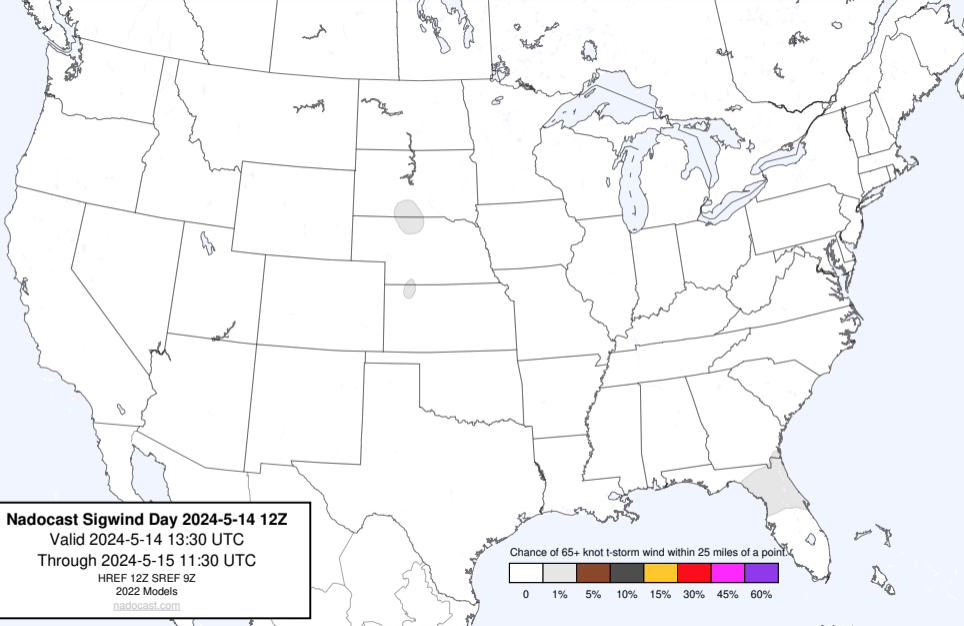 Nadocast Sigwind Day 2024-5-14 12Z
Valid 2024-5-14 13:30 UTC
Through 2024-5-15 11:30 UTC
HREF 12Z SREF 9Z
2022 Models
nadocast.com
Chance of 65+ knot t-storm wind within 25 miles of a point.
0 1% 5% 10% 15% 30% 45% 60%